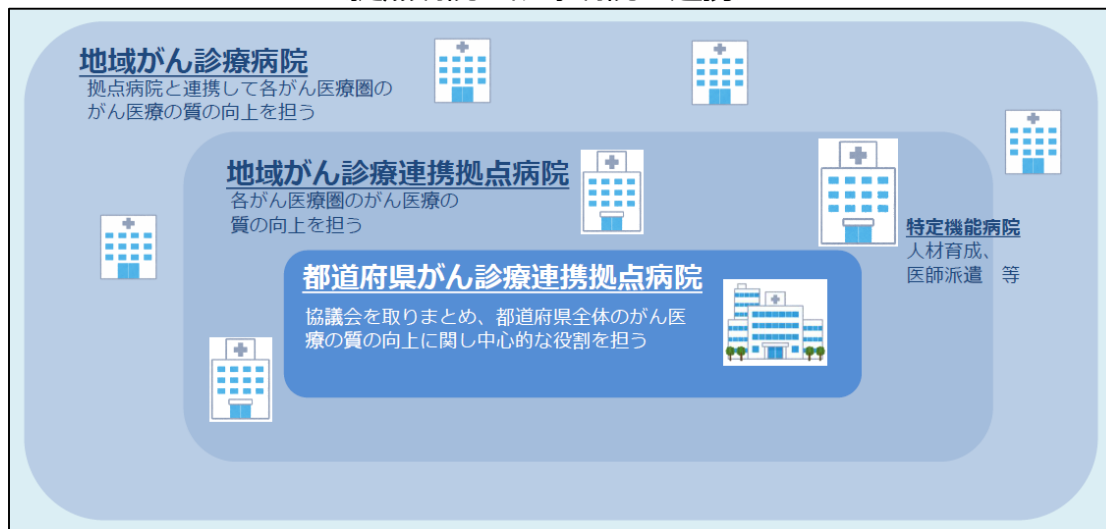 地域がん診療病院
拠点病院と連携して各がん医療圏の
がん医療の質の向上を担う
地域がん診療連携拠点病院
各がん医療圏のがん医療の
質の向上を担う
特定機能病院
人材育成、
医師派遣　等
都道府県がん診療連携拠点病院
協議会を取りまとめ、都道府県全体のがん医
療の質の向上に関し中心的な役割を担う